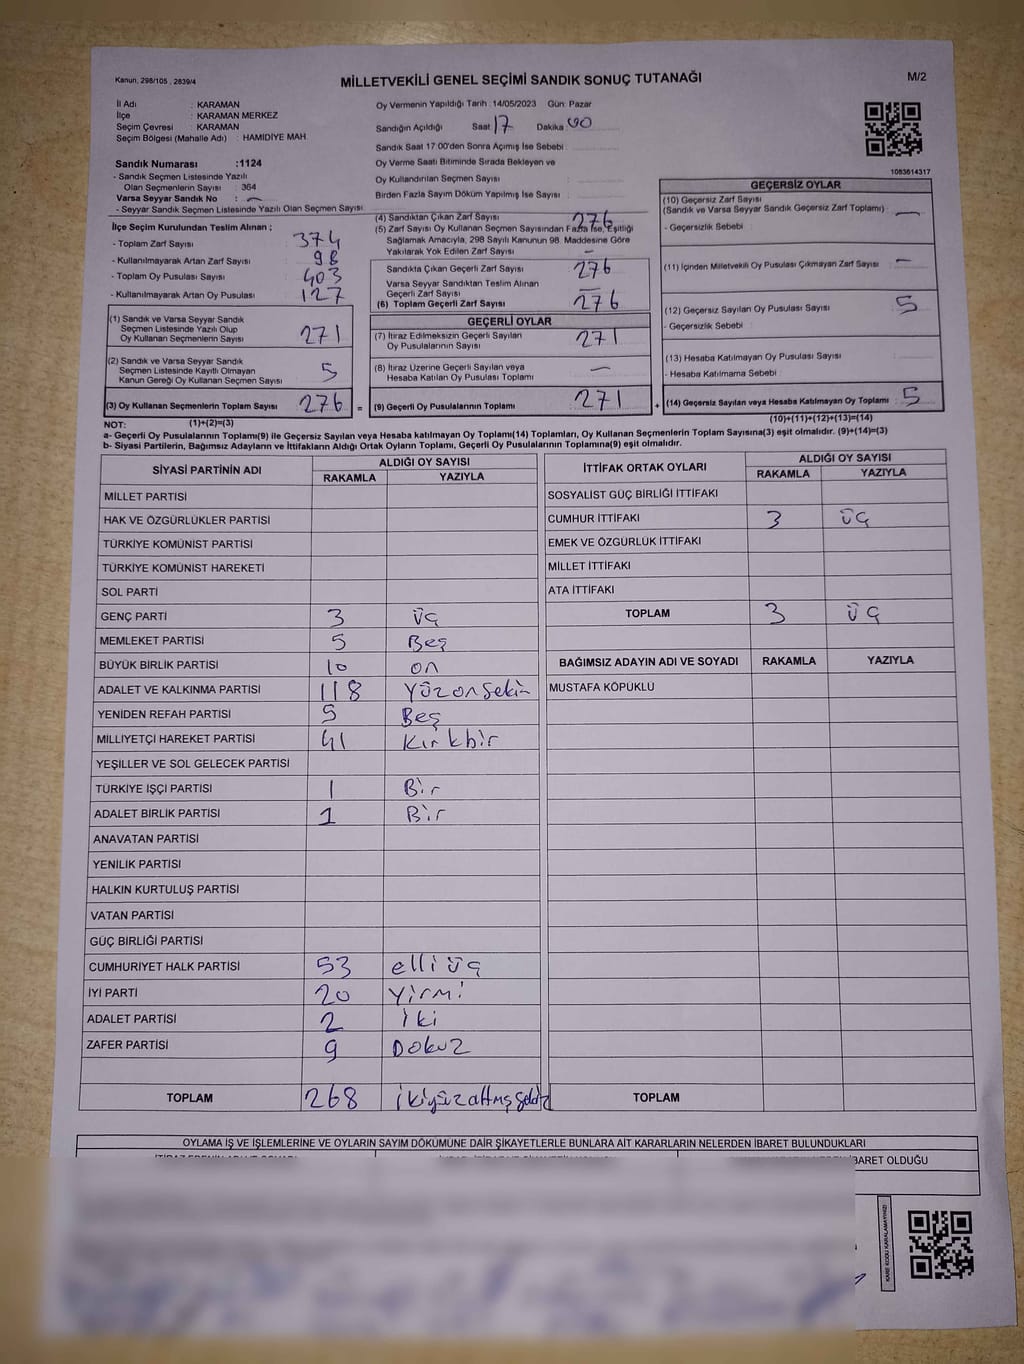 Kanun, 298/105 , 2839/4
MİLLETVEKİLİ GENEL SEÇİMİ SANDIK SONUÇ TUTANAĞI
M/2
İl Adı : KARAMAN
İlçe : KARAMAN MERKEZ
Seçim Çevresi : KARAMAN
Seçim Bölgesi (Mahalle Adı) : HAMIDIYE MAH
Sandık Numarası :1124
- Sandık Seçmen Listesinde Yazılı
Olan Seçmenlerin Sayısı : 364
Varsa Seyyar Sandık No : —
- Seyyar Sandık Seçmen Listesinde Yazılı Olan Seçmen Sayısı
İlçe Seçim Kurulundan Teslim Alınan ;
- Toplam Zarf Sayısı : 374
- Kullanılmayarak Artan Zarf Sayısı : 98
- Toplam Oy Pusulası Sayısı : 403
- Kullanılmayarak Artan Oy Pusulası : 127
Oy Vermenin Yapıldığı Tarih : 14/05/2023 Gün: Pazar
Sandığın Açıldığı Saat 17 Dakika 00
Sandık Saat 17:00'den Sonra Açımış İse Sebebi :
Oy Verme Saati Bitiminde Sırada Bekleyen ve
Oy Kullandırılan Seçmen Sayısı :
Birden Fazla Sayım Döküm Yapılmış İse Sayısı :
(4) Sandıktan Çıkan Zarf Sayısı 276
(5) Zarf Sayısı Oy Kullanan Seçmen Sayısından Fazla İse, Eşitliği
Sağlamak Amacıyla, 298 Sayılı Kanunun 98. Maddesine Göre
Yakılarak Yok Edilen Zarf Sayısı —
Sandıkta Çıkan Geçerli Zarf Sayısı 276
Varsa Seyyar Sandıktan Teslim Alınan
Geçerli Zarf Sayısı —
(6) Toplam Geçerli Zarf Sayısı 276
1083614317
GEÇERSİZ OYLAR
(10) Geçersiz Zarf Sayısı
(Sandık ve Varsa Seyyar Sandık Geçersiz Zarf Toplamı) —
- Geçersizlik Sebebi :
(11) İçinden Milletvekili Oy Pusulası Çıkmayan Zarf Sayısı —
(12) Geçersiz Sayılan Oy Pusulası Sayısı 5
- Geçersizlik Sebebi :
(13) Hesaba Katılmayan Oy Pusulası Sayısı
- Hesaba Katılmama Sebebi :
(14) Geçersiz Sayılan veya Hesaba Katılmayan Oy Toplamı 5
(10)+(11)+(12)+(13)=(14)
(1) Sandık ve Varsa Seyyar Sandık
Seçmen Listesinde Yazılı Olup
Oy Kullanan Seçmen Sayısı 271
(2) Sandık ve Varsa Seyyar Sandık
Seçmen Listesinde Kayıtlı Olmayan
Kanun Gereği Oy Kullanan Seçmen Sayısı 5
(3) Oy Kullanan Seçmenlerin Toplam Sayısı 276 =
(1)+(2)=(3)
GEÇERLİ OYLAR
(7) İtiraz Edilmeksizin Geçerli Sayılan
Oy Pusulalarının Sayısı 271
(8) İtiraz Üzerine Geçerli Sayılan veya
Hesaba Katılan Oy Pusulası Toplamı —
(9) Geçerli Oy Pusulalarının Toplamı 271 +
NOT:
a- Geçerli Oy Pusulalarının Toplamı(9) ile Geçersiz Sayılan veya Hesaba Katılmayan Oy Toplamı(14) Toplamları, Oy Kullanan Seçmenlerin Toplam Sayısına(3) eşit olmalıdır. (9)+(14)=(3)
b- Siyasi Partilerin, Bağımsız Adayların ve İttifakların Aldığı Ortak Oyların Toplamı, Geçerli Oy Pusulalarının Toplamına(9) eşit olmalıdır.
SİYASİ PARTİNİN ADI ALDIĞI OY SAYISI
RAKAMLA YAZIYLA
MİLLET PARTISI
HAK VE ÖZGÜRLÜKLER PARTİSİ
TÜRKİYE KOMÜNIST PARTİSİ
TÜRKİYE KOMÜNIST HAREKETİ
SOL PARTİ
GENÇ PARTİ 3 üç
MEMLEKET PARTİSİ 5 Beş
BÜYÜK BİRLİK PARTİSİ 10 on
ADALET VE KALKINMA PARTİSİ 118 Yüzonsekiz
YENİDEN REFAH PARTİSİ 5 Beş
MİLLİYETÇİ HAREKET PARTİSİ 41 Kırkbir
YEŞİLLER VE SOL GELECEK PARTİSİ
TÜRKİYE İŞÇİ PARTİSİ 1 Bir
ADALET BİRLİK PARTİSİ 1 Bir
ANAVATAN PARTİSİ
YENİLİK PARTİSI
HALKIN KURTULUŞ PARTİSİ
VATAN PARTİSİ
GÜÇ BİRLİĞİ PARTİSİ
CUMHURİYET HALK PARTİSİ 53 elli üç
İYİ PARTİ 20 Yirmi
ADALET PARTİSİ 2 iki
ZAFER PARTİSİ 9 Dokuz
TOPLAM 268 ikiyüzaltmışsekiz
İTTİFAK ORTAK OYLARI ALDIĞI OY SAYISI
RAKAMLA YAZIYLA
SOSYALIST GÜÇ BİRLİĞİ İTTİFAKI
CUMHUR İTTİFAKI 3 üç
EMEK VE ÖZGÜRLÜK İTTİFAKI
MİLLET İTTİFAKI
ATA İTTİFAKI
TOPLAM 3 üç
BAĞIMSIZ ADAYIN ADI VE SOYADI RAKAMLA YAZIYLA
MUSTAFA KÖPÜKLÜ
TOPLAM
OYLAMA İŞ VE İŞLEMLERİNE VE OYLARIN SAYIM DÖKÜMÜNE DAİR ŞİKAYETLERLE BUNLARA AİT KARARLARIN NELERDEN İBARET BULUNDUKLARI
İBARET OLDUĞU
KARE KODU KARALAMAYINIZ!